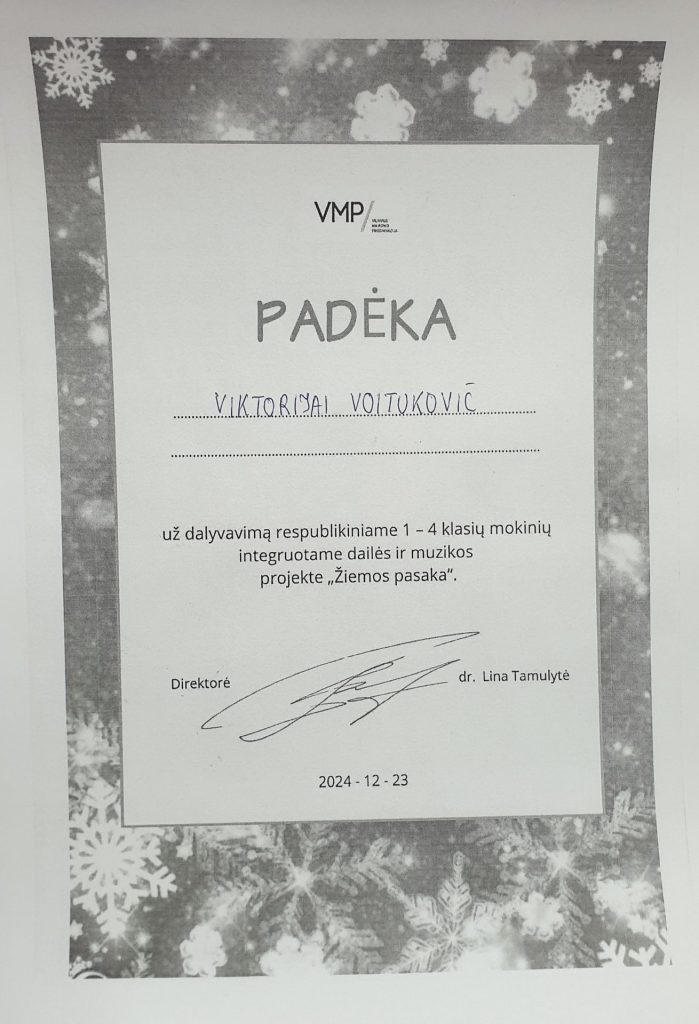 VMP/
VILNIAUS
MAIRONIO
PROGIMNAZIJA
PADĖKA
VIKTORIJAI VOITUKOVIČ
už dalyvavimą respublikiniame 1 – 4 klasių mokinių
integruotame dailės ir muzikos
projekte „Žiemos pasaka“.
Direktorė
dr. Lina Tamulytė
2024 - 12 - 23